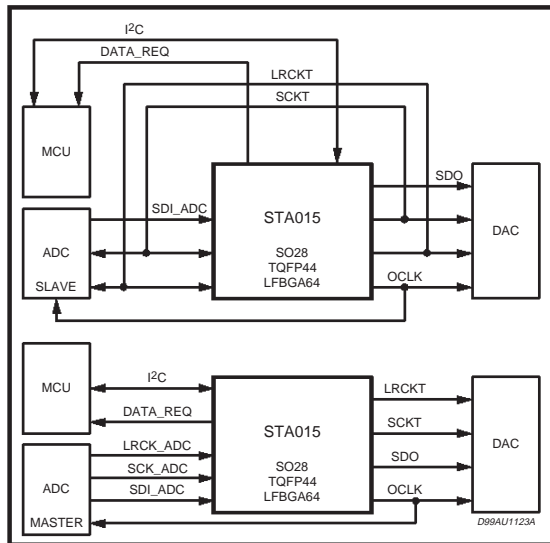 I²C
DATA_REQ
LRCKT
SCKT
MCU
SDO
SDI_ADC
STA015
DAC
ADC
SO28
TQFP44
LFBGA64
SLAVE
OCLK
MCU
I²C
LRCKT
DATA_REQ
STA015
SCKT
DAC
LRCK_ADC
SCK_ADC
SO28
SDO
ADC
TQFP44
SDI_ADC
LFBGA64
OCLK
MASTER
D99AU1123A